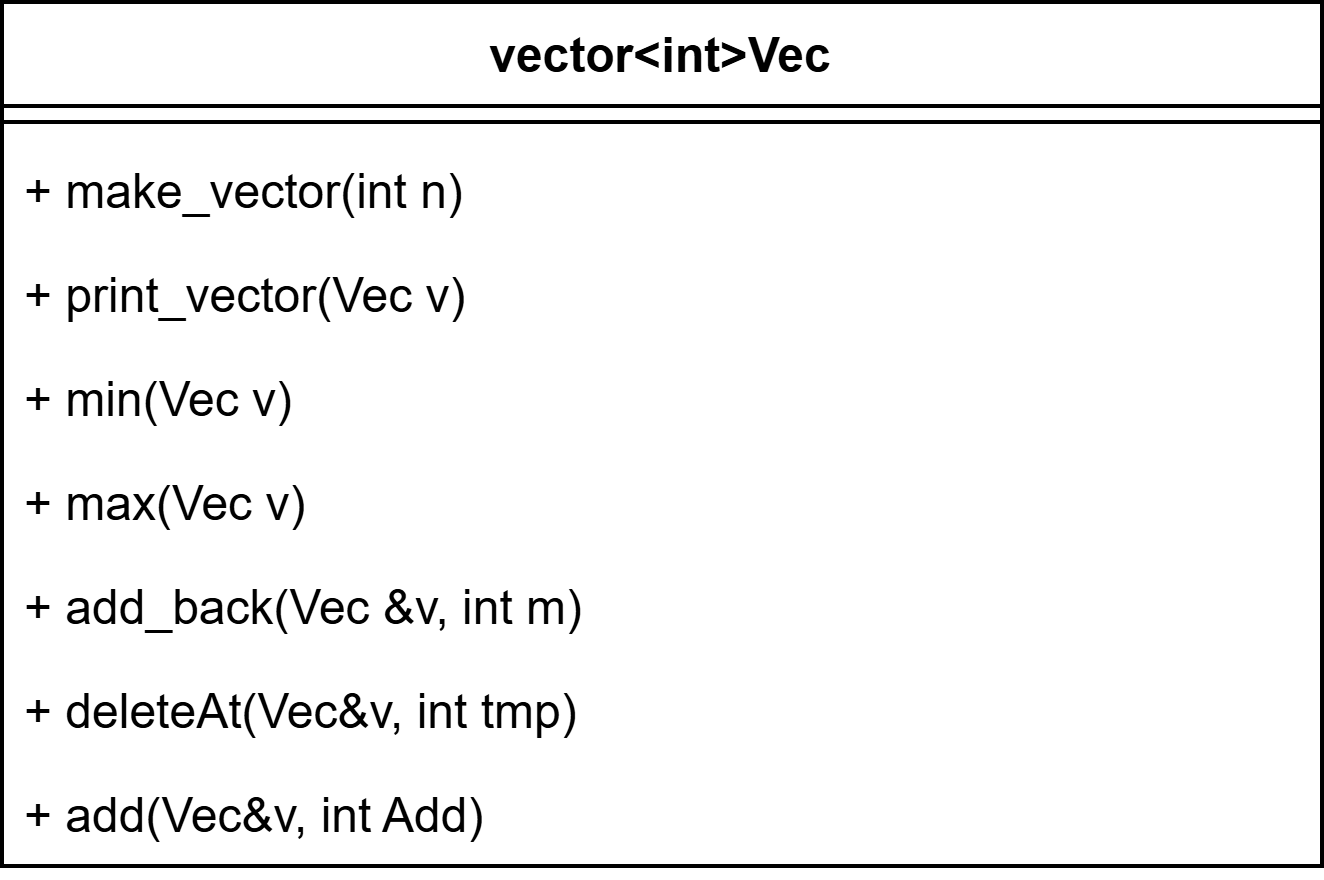 vector<int>Vec
+ make_vector(int n)
+ print_vector(Vec v)
+ min(Vec v)
+ max(Vec v)
+ add_back(Vec &v, int m)
+ deleteAt(Vec&v, int tmp)
+ add(Vec&v, int Add)